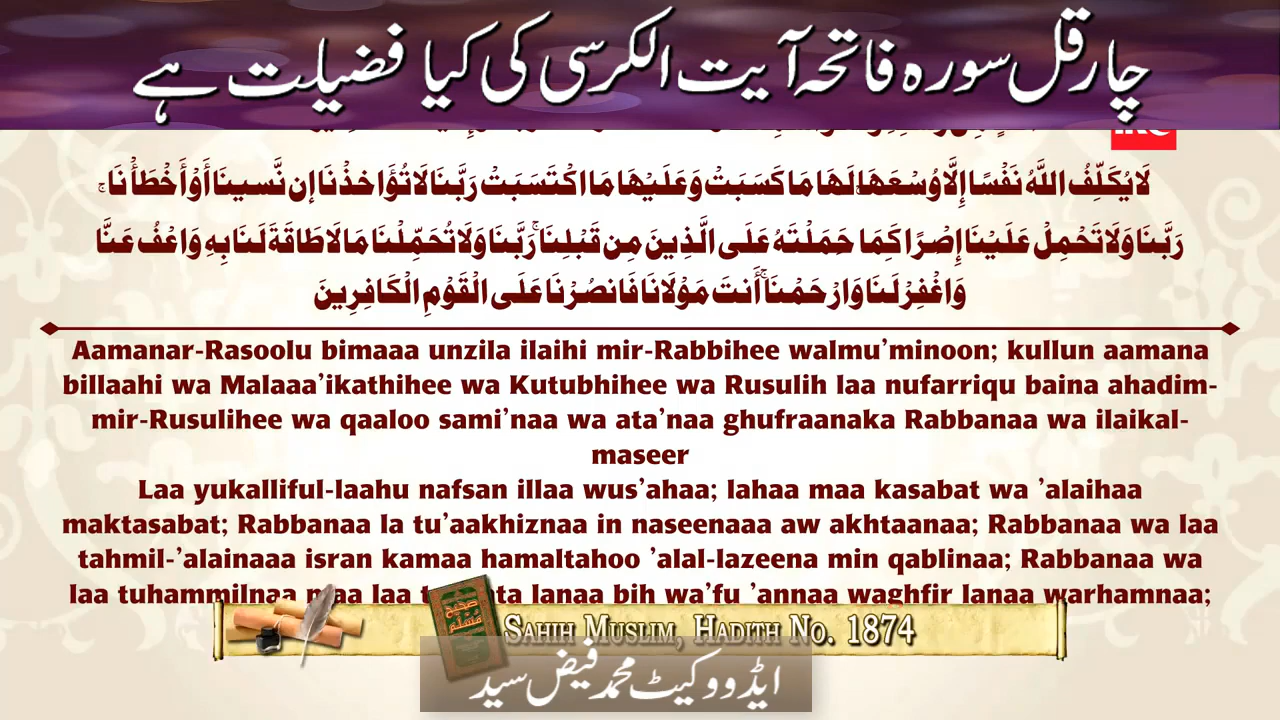 چار قل سورہ فاتحہ آیت الکرسی کی کیا فضیلت ہے
لَا يُكَلِّفُ اللَّهُ نَفْسًا إِلَّا وُسْعَهَا ۚ لَهَا مَا كَسَبَتْ وَعَلَيْهَا مَا اكْتَسَبَتْ رَبَّنَا لَا تُؤَاخِذْنَا إِن نَّسِينَا أَوْ أَخْطَأْنَا ۚ
رَبَّنَا وَلَا تَحْمِلْ عَلَيْنَا إِصْرًا كَمَا حَمَلْتَهُ عَلَى الَّذِينَ مِن قَبْلِنَا ۚ رَبَّنَا وَلَا تُحَمِّلْنَا مَا لَا طَاقَةَ لَنَا بِهِ وَاعْفُ عَنَّا
وَاغْفِرْ لَنَا وَارْحَمْنَا ۚ أَنتَ مَوْلَانَا فَانصُرْنَا عَلَى الْقَوْمِ الْكَافِرِينَ
Aamanar-Rasoolu bimaaa unzila ilaihi mir-Rabbihee walmu’minoon; kullun aamana
billaahi wa Malaaa’ikathihee wa Kutubhihee wa Rusulih laa nufarriqu baina ahadim-
mir-Rusulihee wa qaaloo sami’naa wa ata’naa ghufraanaka Rabbanaa wa ilaikal-
maseer
Laa yukalliful-laahu nafsan illaa wus’ahaa; lahaa maa kasabat wa ’alaihaa
maktasabat; Rabbanaa la tu’aakhiznaa in naseenaaa aw akhtaanaa; Rabbanaa wa laa
tahmil-’alainaaa isran kamaa hamaltahoo ’alal-lazeena min qablinaa; Rabbanaa wa
laa tuhammilnaa maa laa lanaa bih wa’fu ’annaa waghfir lanaa warhamnaa;
صحيح مسلم
Sahih Muslim, Hadith No. 1874
ایڈووکیٹ محمد فیض سید